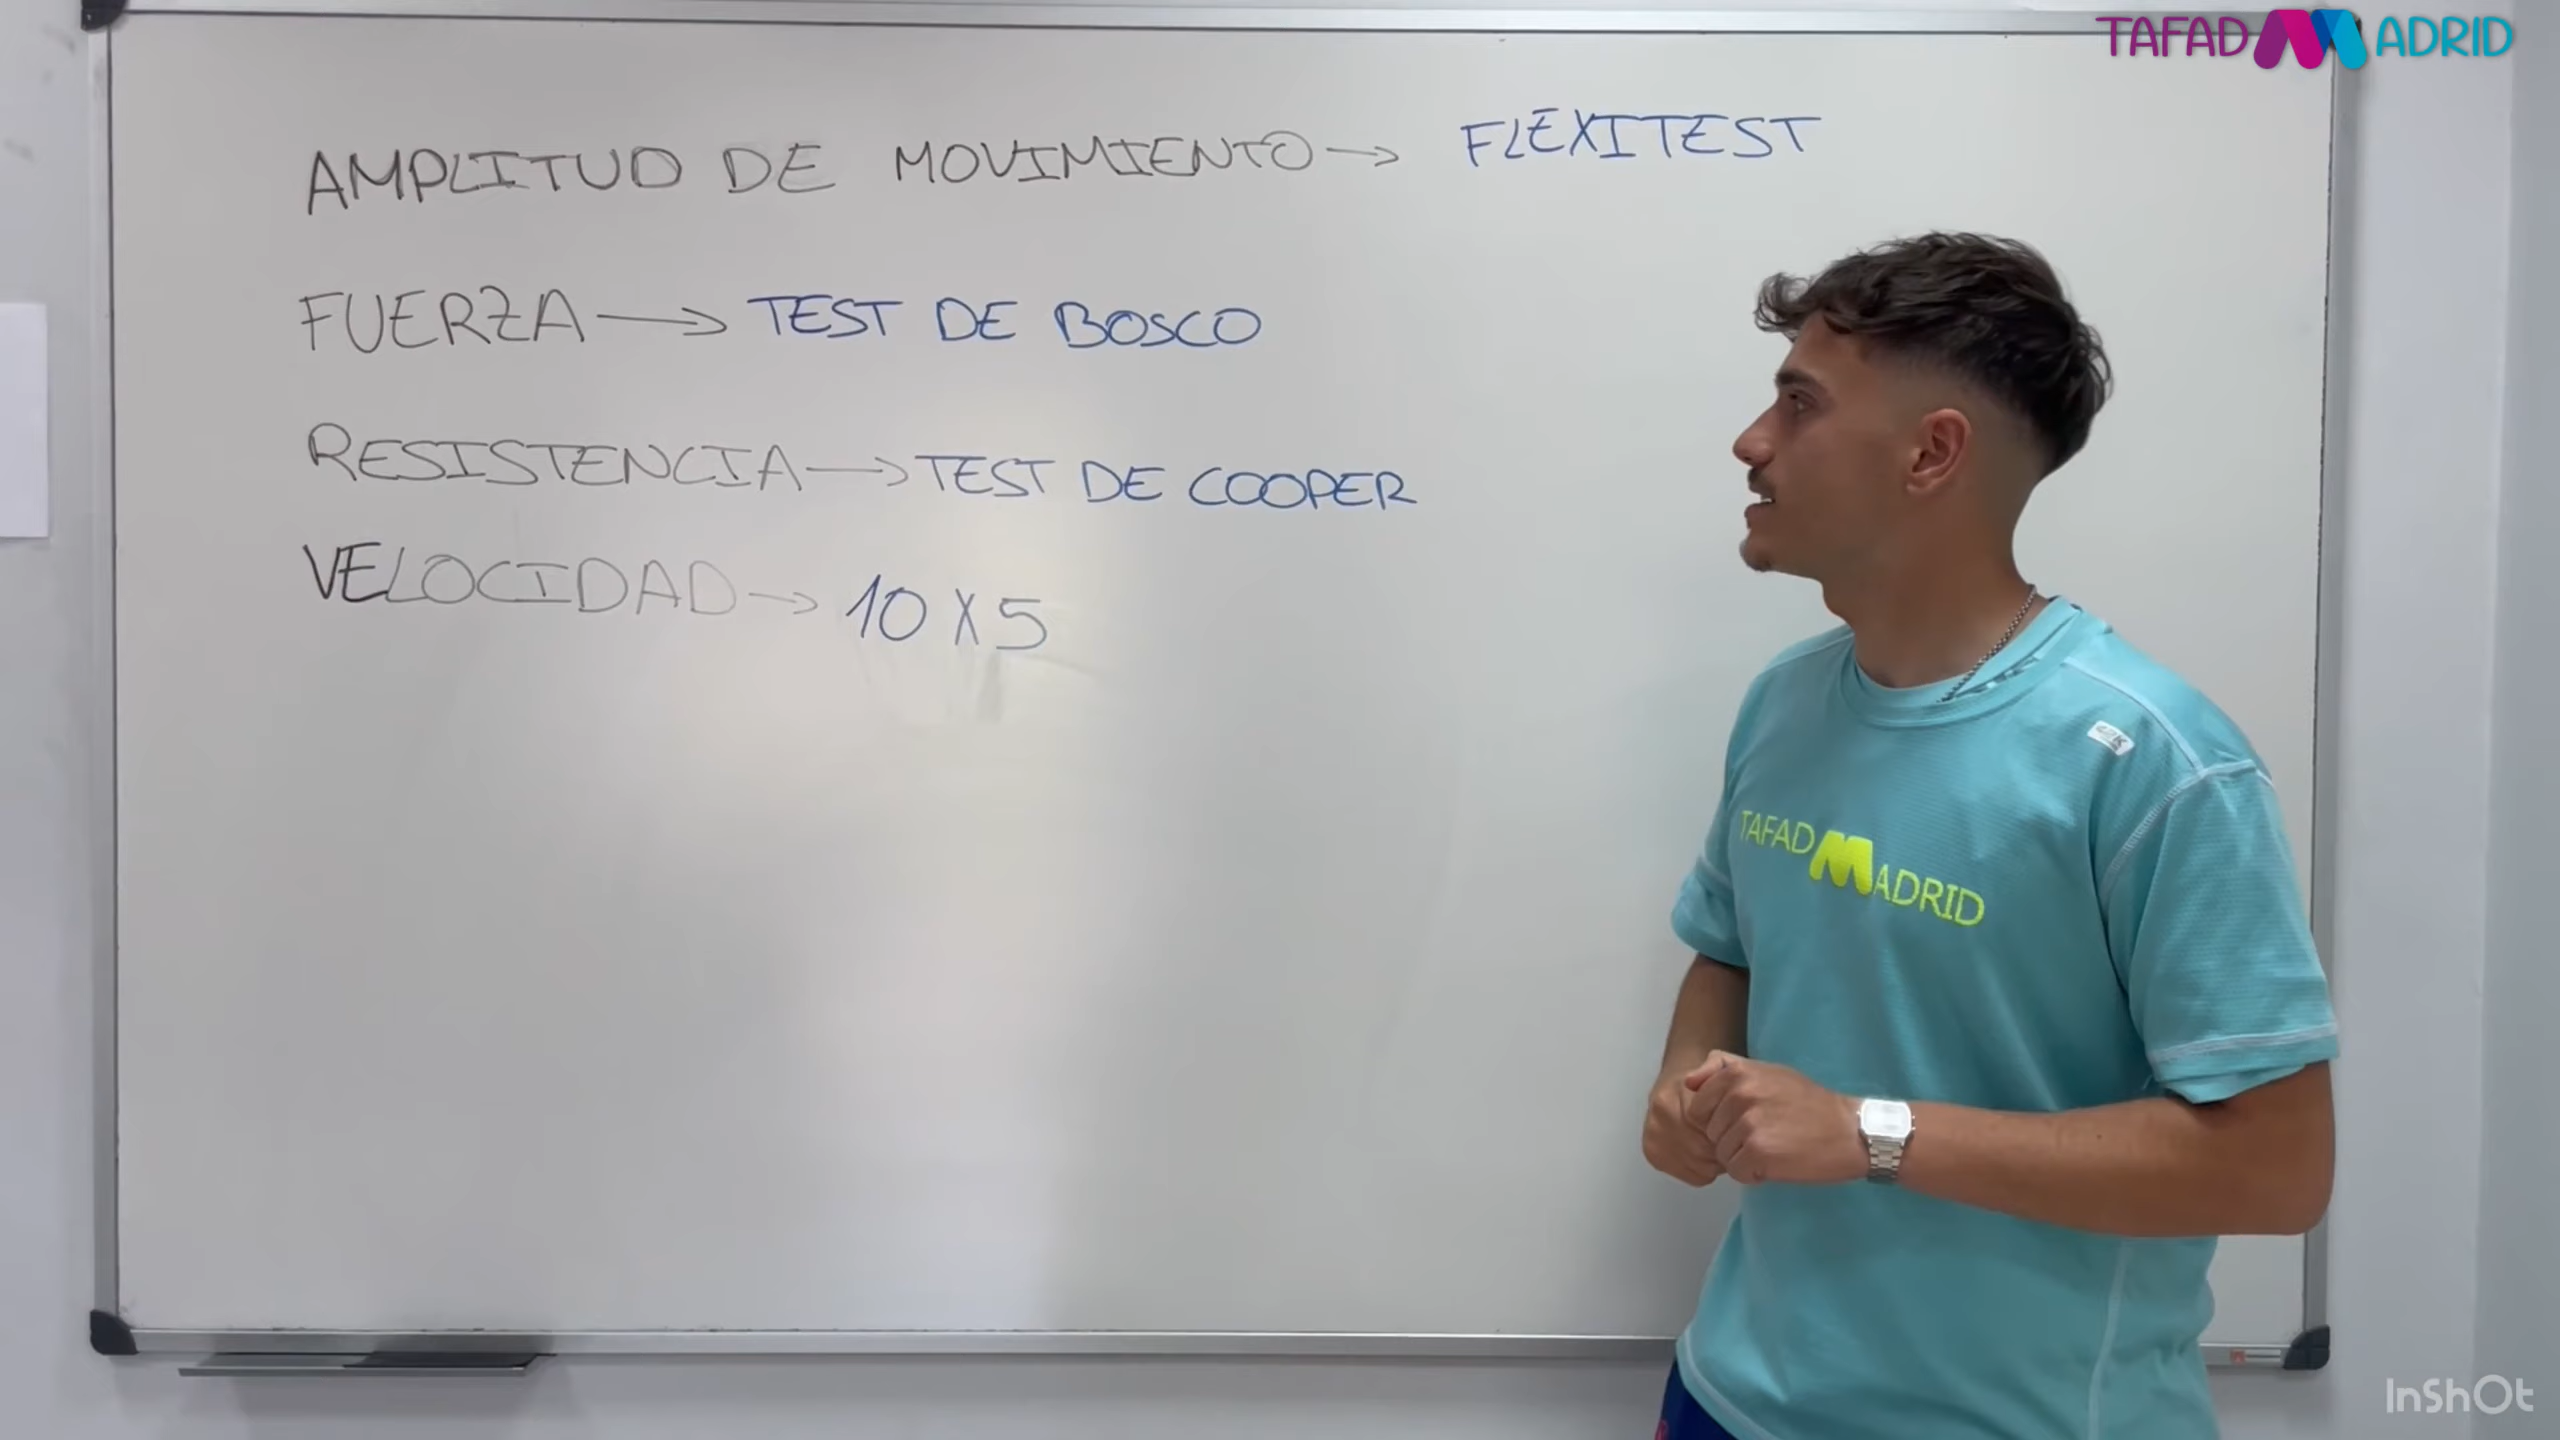 TAFAD MADRID
AMPLITUD DE MOVIMIENTO → FLEXITEST
FUERZA → TEST DE BOSCO
RESISTENCIA → TEST DE COOPER
VELOCIDAD → 10 X 5
TAFAD MADRID
InShOt